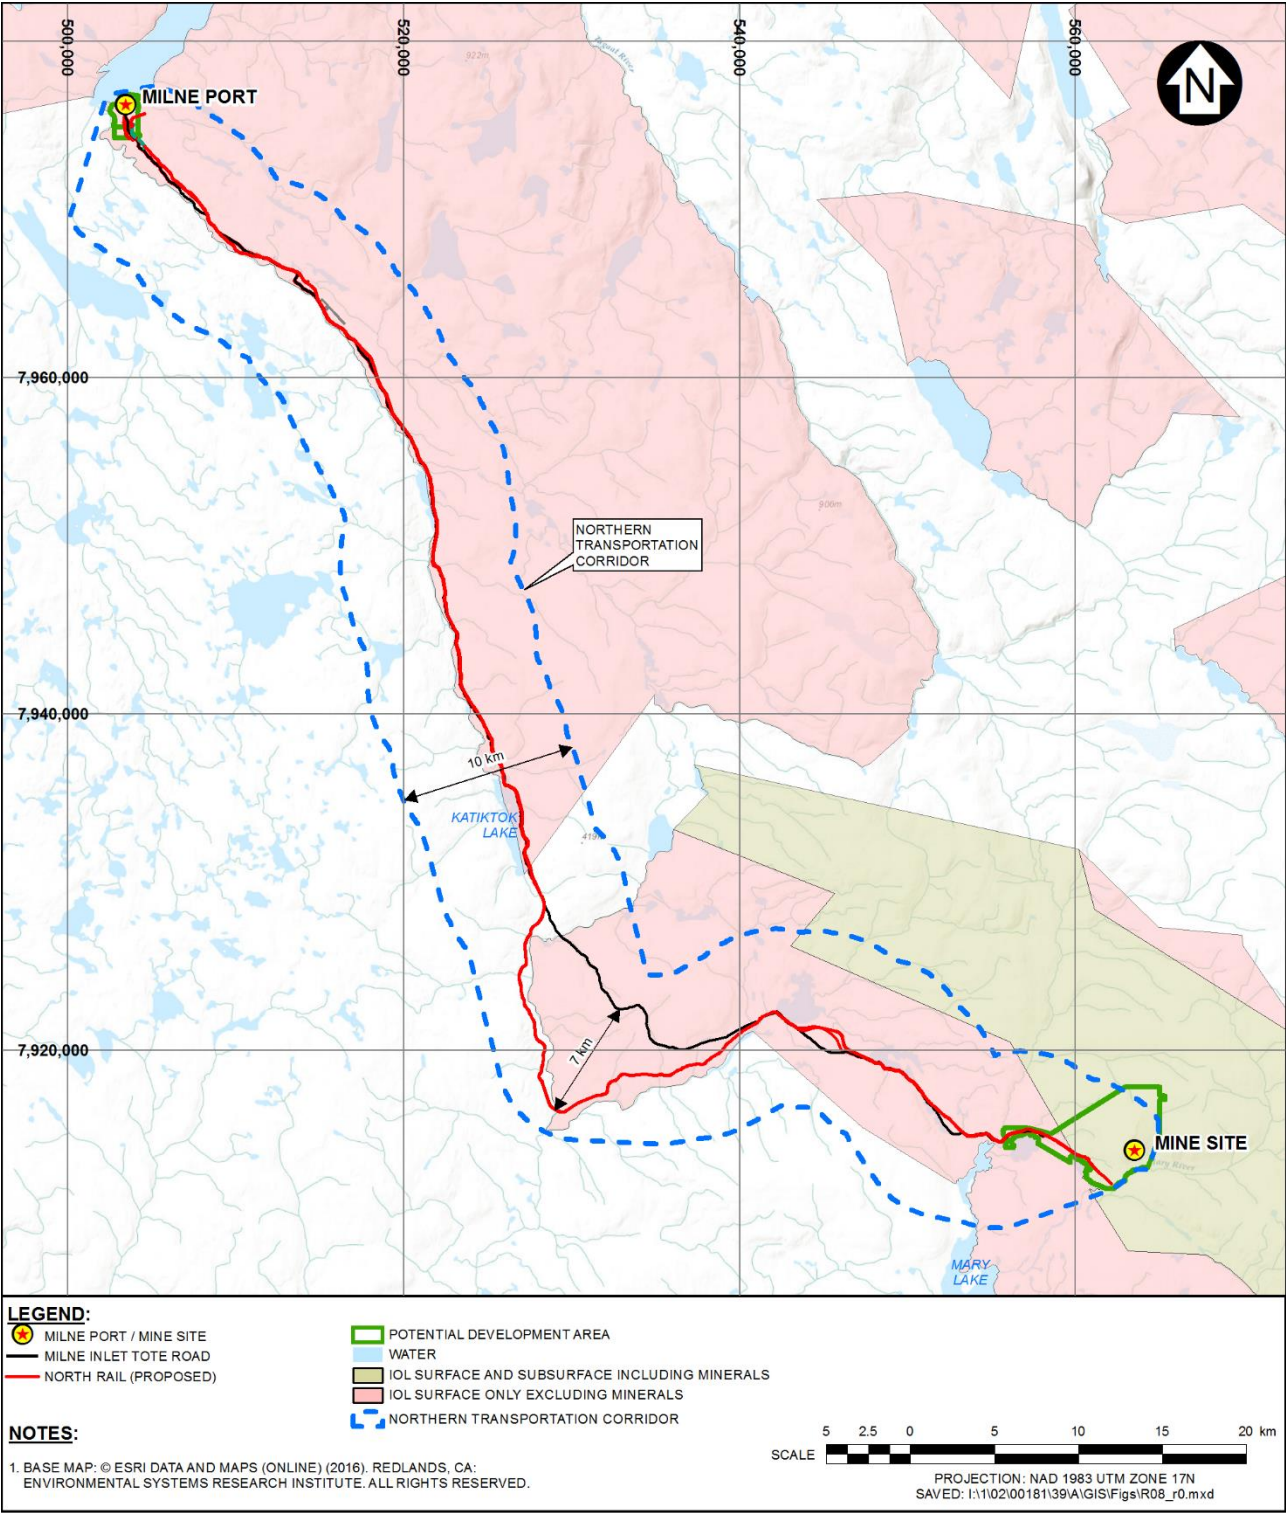 500,000
520,000
540,000
560,000
922m
N
MILNE PORT
7,960,000
906m
NORTHERN
TRANSPORTATION
CORRIDOR
7,940,000
10 km
KATIKTOK
LAKE
419m
7 km
7,920,000
MINE SITE
Mary River
MARY
LAKE
LEGEND:
MILNE PORT / MINE SITE
MILNE INLET TOTE ROAD
NORTH RAIL (PROPOSED)
POTENTIAL DEVELOPMENT AREA
WATER
IOL SURFACE AND SUBSURFACE INCLUDING MINERALS
IOL SURFACE ONLY EXCLUDING MINERALS
NORTHERN TRANSPORTATION CORRIDOR
NOTES:
1. BASE MAP: © ESRI DATA AND MAPS (ONLINE) (2016). REDLANDS, CA:
ENVIRONMENTAL SYSTEMS RESEARCH INSTITUTE. ALL RIGHTS RESERVED.
5 2.5 0 5 10 15 20 km
SCALE
PROJECTION: NAD 1983 UTM ZONE 17N
SAVED: I:\1\02\00181\39\A\GIS\Figs\R08_r0.mxd